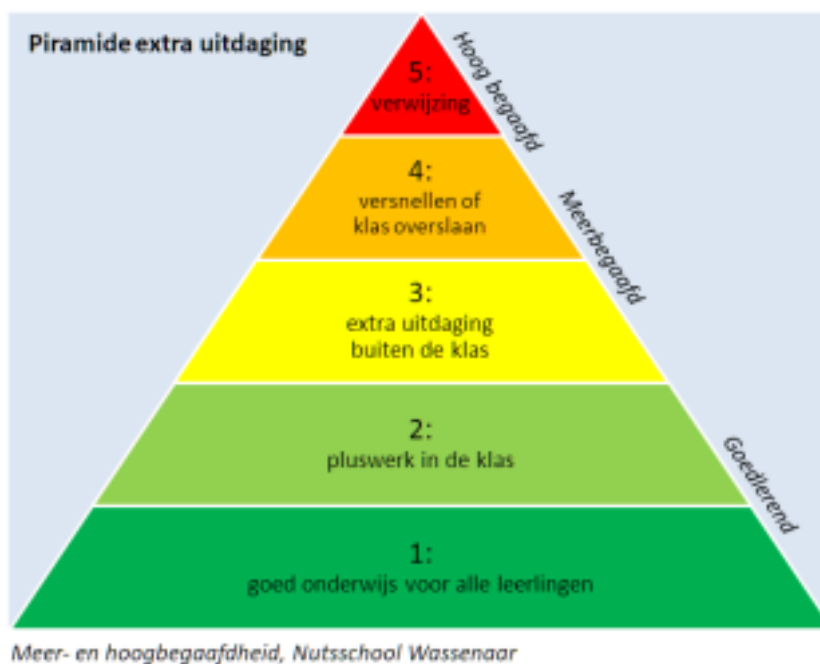 Piramide extra uitdaging
5:
verwijzing
Hoog begaafd
4:
versnellen of
klas overslaan
Meerbegaafd
3:
extra uitdaging
buiten de klas
2:
pluswerk in de klas
Goedlerend
1:
goed onderwijs voor alle leerlingen
Meer- en hoogbegaafdheid, Nutsschool Wassenaar